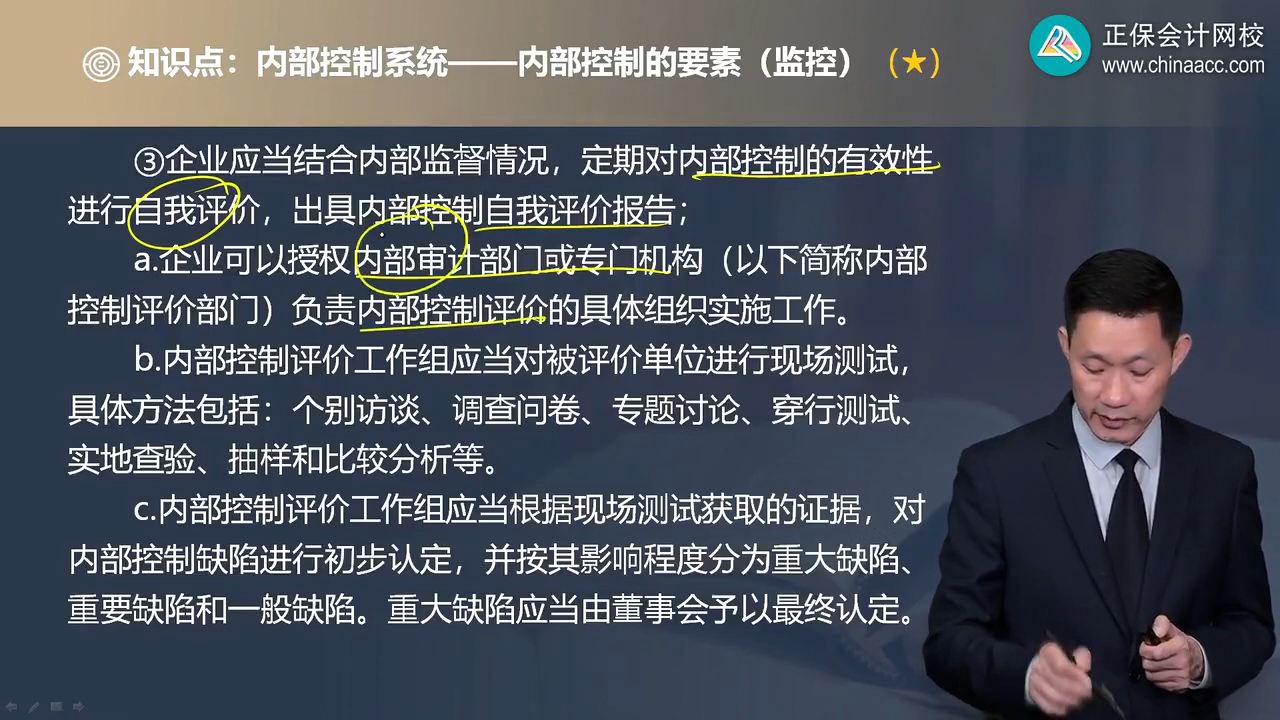 知识点：内部控制系统——内部控制的要素（监控）（★）
正保会计网校
www.chinaacc.com
③企业应当结合内部监督情况，定期对内部控制的有效性
进行自我评价，出具内部控制自我评价报告；
a.企业可以授权内部审计部门或专门机构（以下简称内部
控制评价部门）负责内部控制评价的具体组织实施工作。
b.内部控制评价工作组应当对被评价单位进行现场测试，
具体方法包括：个别访谈、调查问卷、专题讨论、穿行测试、
实地查验、抽样和比较分析等。
c.内部控制评价工作组应当根据现场测试获取的证据，对
内部控制缺陷进行初步认定，并按其影响程度分为重大缺陷、
重要缺陷和一般缺陷。重大缺陷应当由董事会予以最终认定。